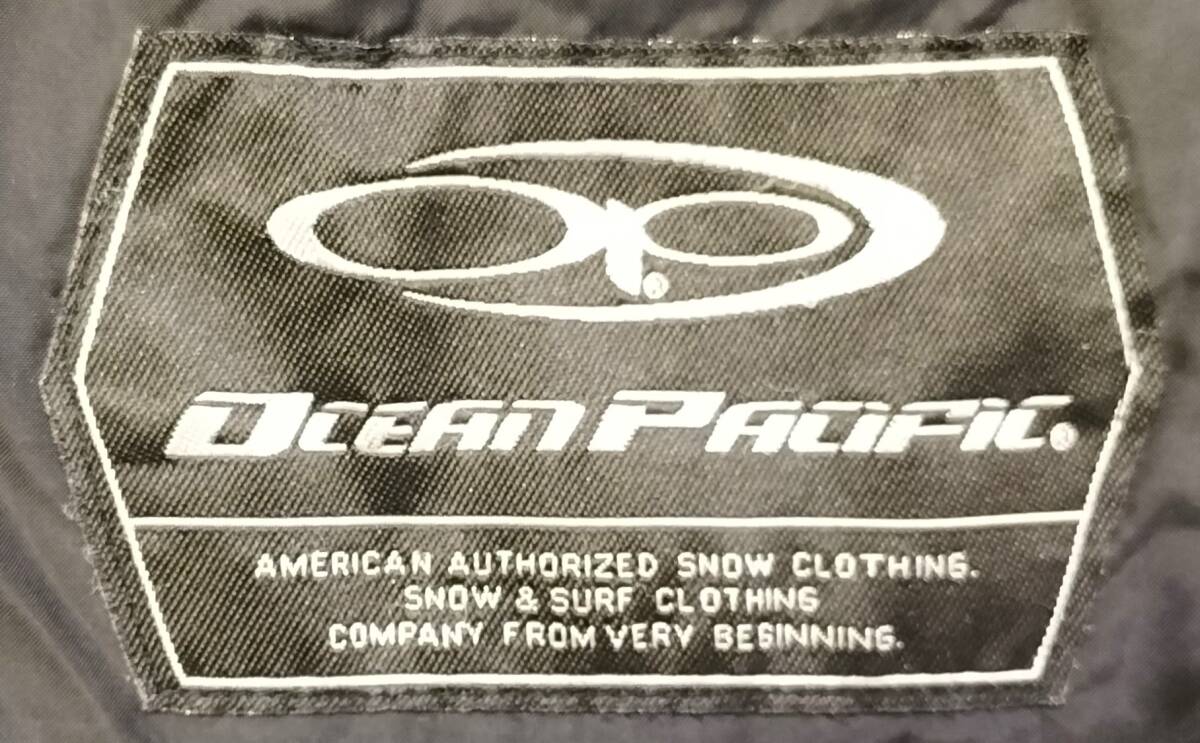 op®
OCEAN PACIFIC®
AMERICAN AUTHORIZED SNOW CLOTHING.
SNOW & SURF CLOTHING
COMPANY FROM VERY BEGINNING.